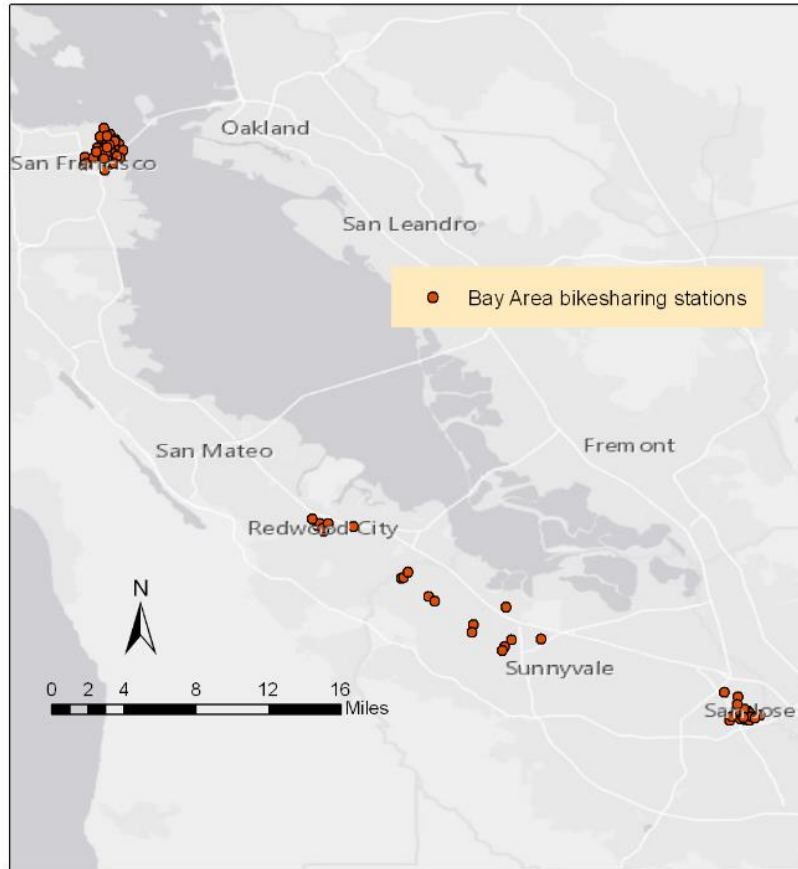 Oakland
San Francisco
San Leandro
Bay Area bikesharing stations
Fremont
San Mateo
Redwood City
N
Sunnyvale
0 2 4 8 12 16
Miles
San Jose